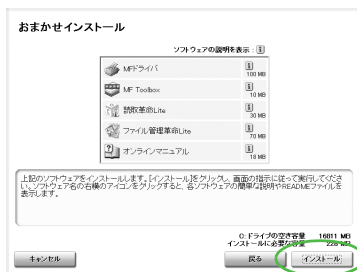 おまかせインストール
ソフトウェアの説明を表示：
MFドライバ
100 MB
MF Toolbox
10 MB
読取革命Lite
30 MB
ファイル管理革命Lite
70 MB
オンラインマニュアル
18 MB
上記のソフトウェアをインストールします。[インストール]をクリックし、画面の指示に従って実行してくださ
い。ソフトウェア名の右横のアイコンをクリックすると、各ソフトウェアの簡単な説明やREADMEファイルを
表示します。
C:ドライブの空き容量 16811 MB
インストールに必要な容量 228 MB
キャンセル
戻る
インストール